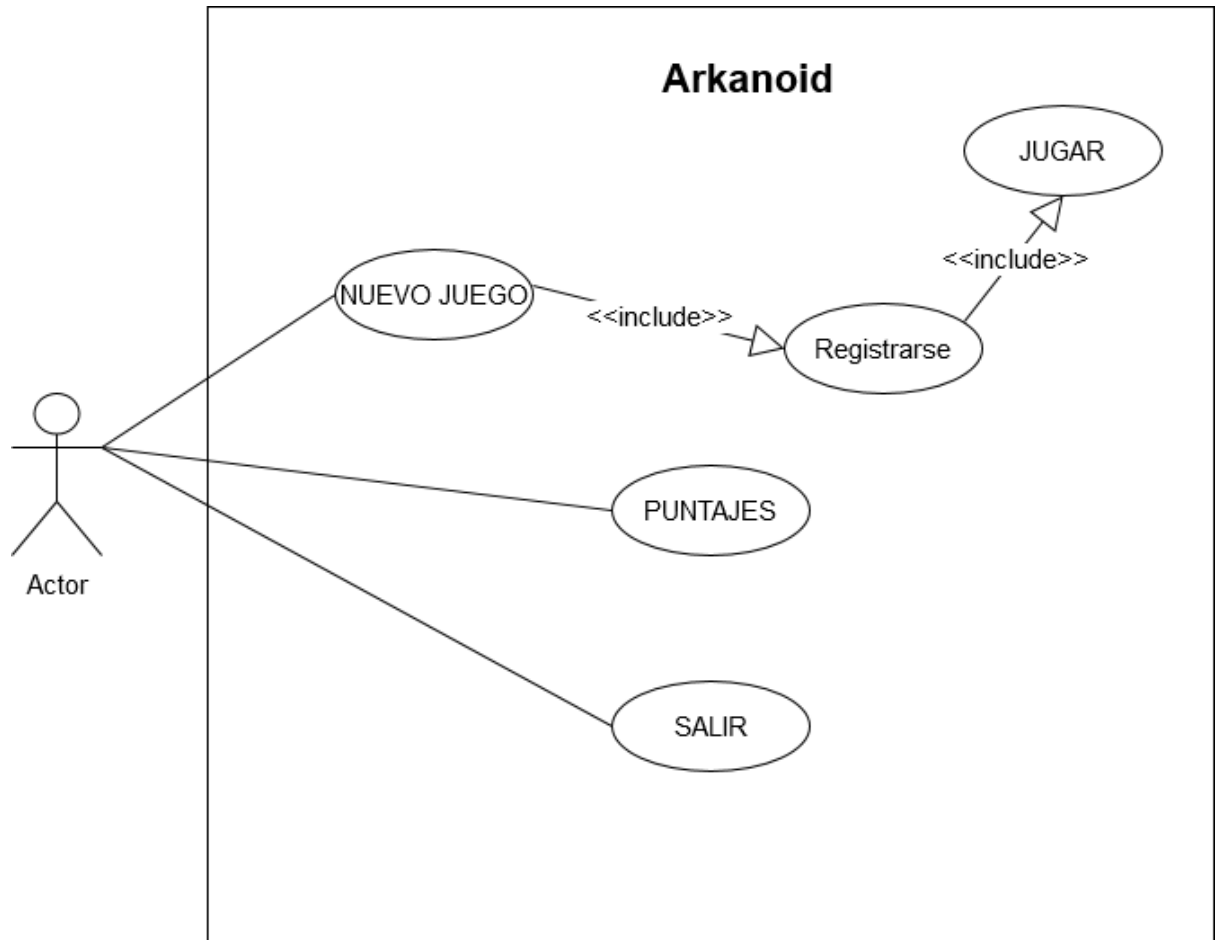 Arkanoid
JUGAR
<<include>>
NUEVO JUEGO
<<include>>
Registrarse
PUNTAJES
Actor
SALIR